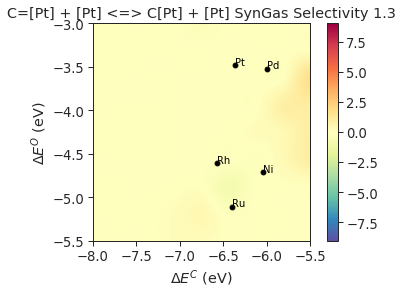 C=[Pt] + [Pt] <=> C[Pt] + [Pt] SynGas Selectivity 1.3
−3.0
−3.5
−4.0
−4.5
−5.0
−5.5
ΔE^O (eV)
Pt
Pd
Rh
Ni
Ru
−8.0 −7.5 −7.0 −6.5 −6.0 −5.5
ΔE^C (eV)
7.5
5.0
2.5
0.0
−2.5
−5.0
−7.5